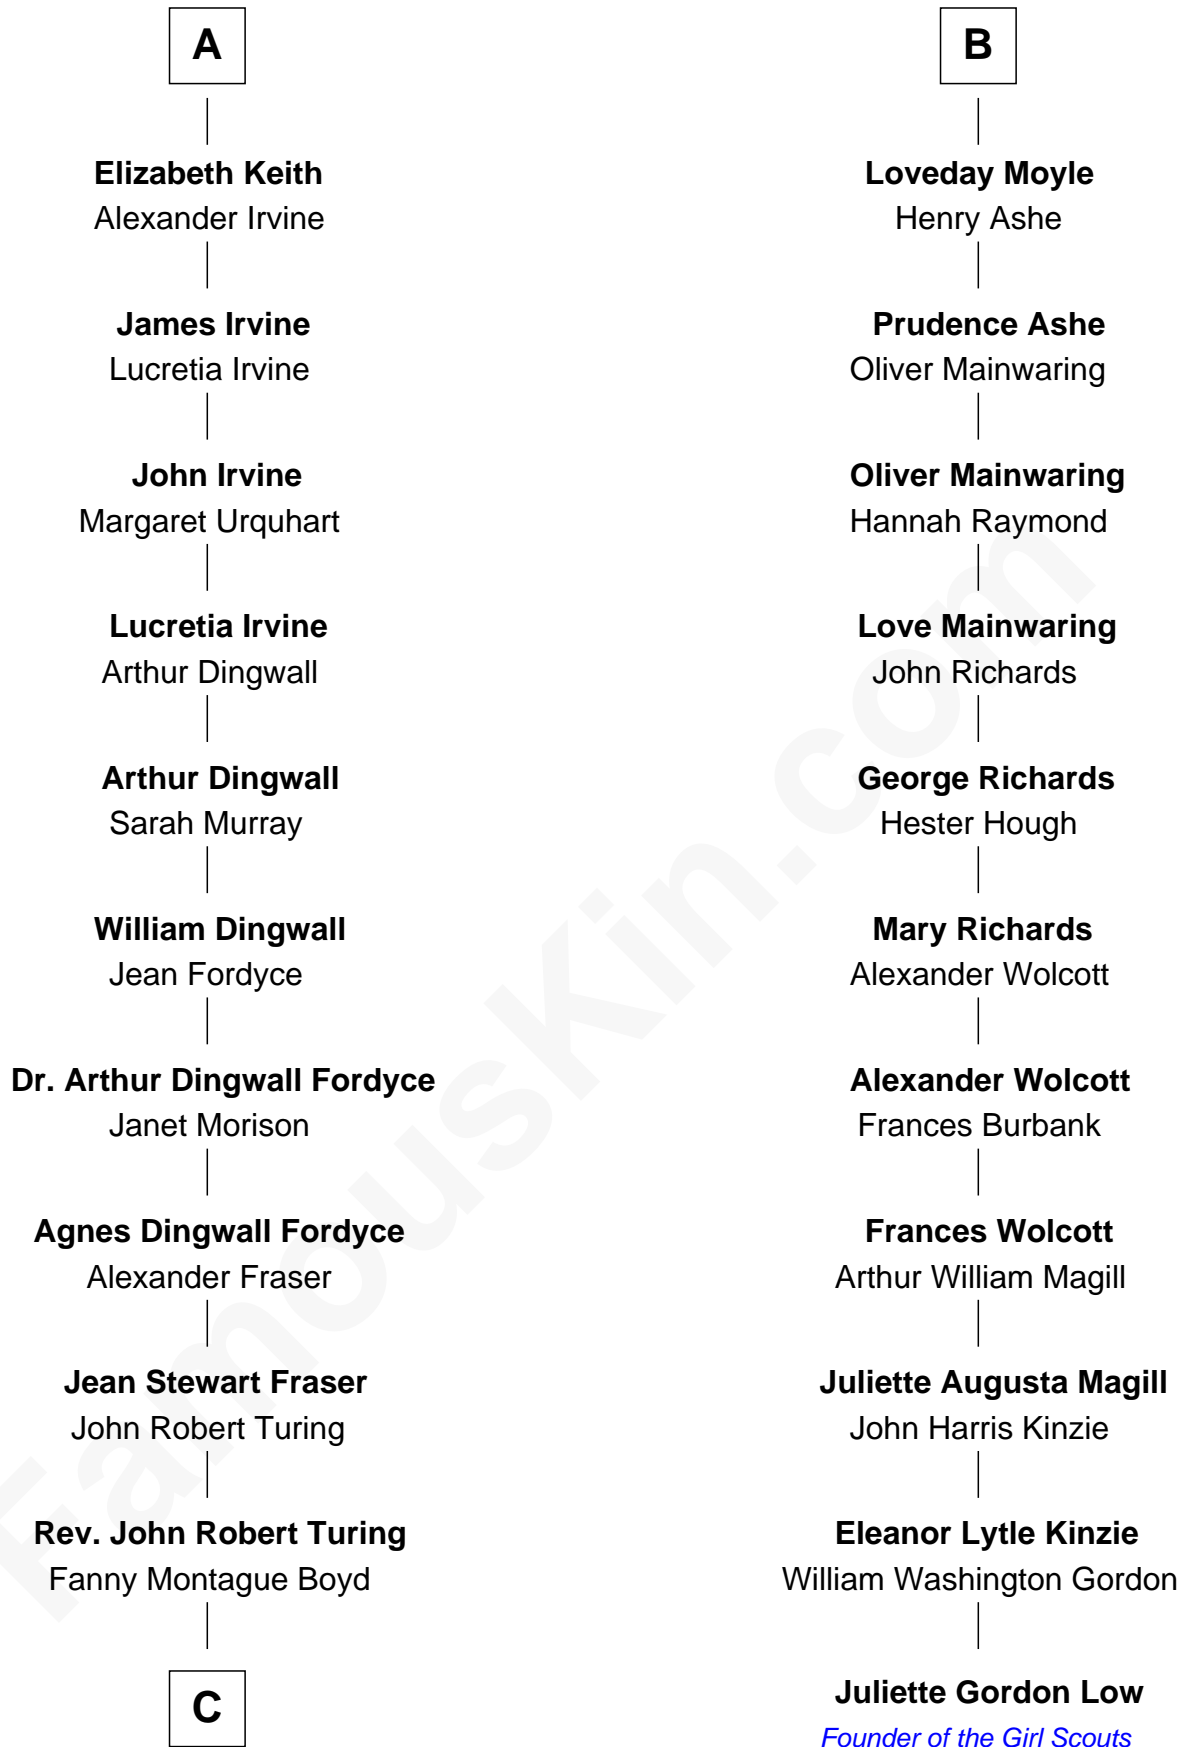 A
Elizabeth Keith
Alexander Irvine
James Irvine
Lucretia Irvine
John Irvine
Margaret Urquhart
Lucretia Irvine
Arthur Dingwall
Arthur Dingwall
Sarah Murray
William Dingwall
Jean Fordyce
Dr. Arthur Dingwall Fordyce
Janet Morison
Agnes Dingwall Fordyce
Alexander Fraser
Jean Stewart Fraser
John Robert Turing
Rev. John Robert Turing
Fanny Montague Boyd
C
B
Loveday Moyle
Henry Ashe
Prudence Ashe
Oliver Mainwaring
Oliver Mainwaring
Hannah Raymond
Love Mainwaring
John Richards
George Richards
Hester Hough
Mary Richards
Alexander Wolcott
Alexander Wolcott
Frances Burbank
Frances Wolcott
Arthur William Magill
Juliette Augusta Magill
John Harris Kinzie
Eleanor Lytle Kinzie
William Washington Gordon
Juliette Gordon Low
Founder of the Girl Scouts
FamousKin.com